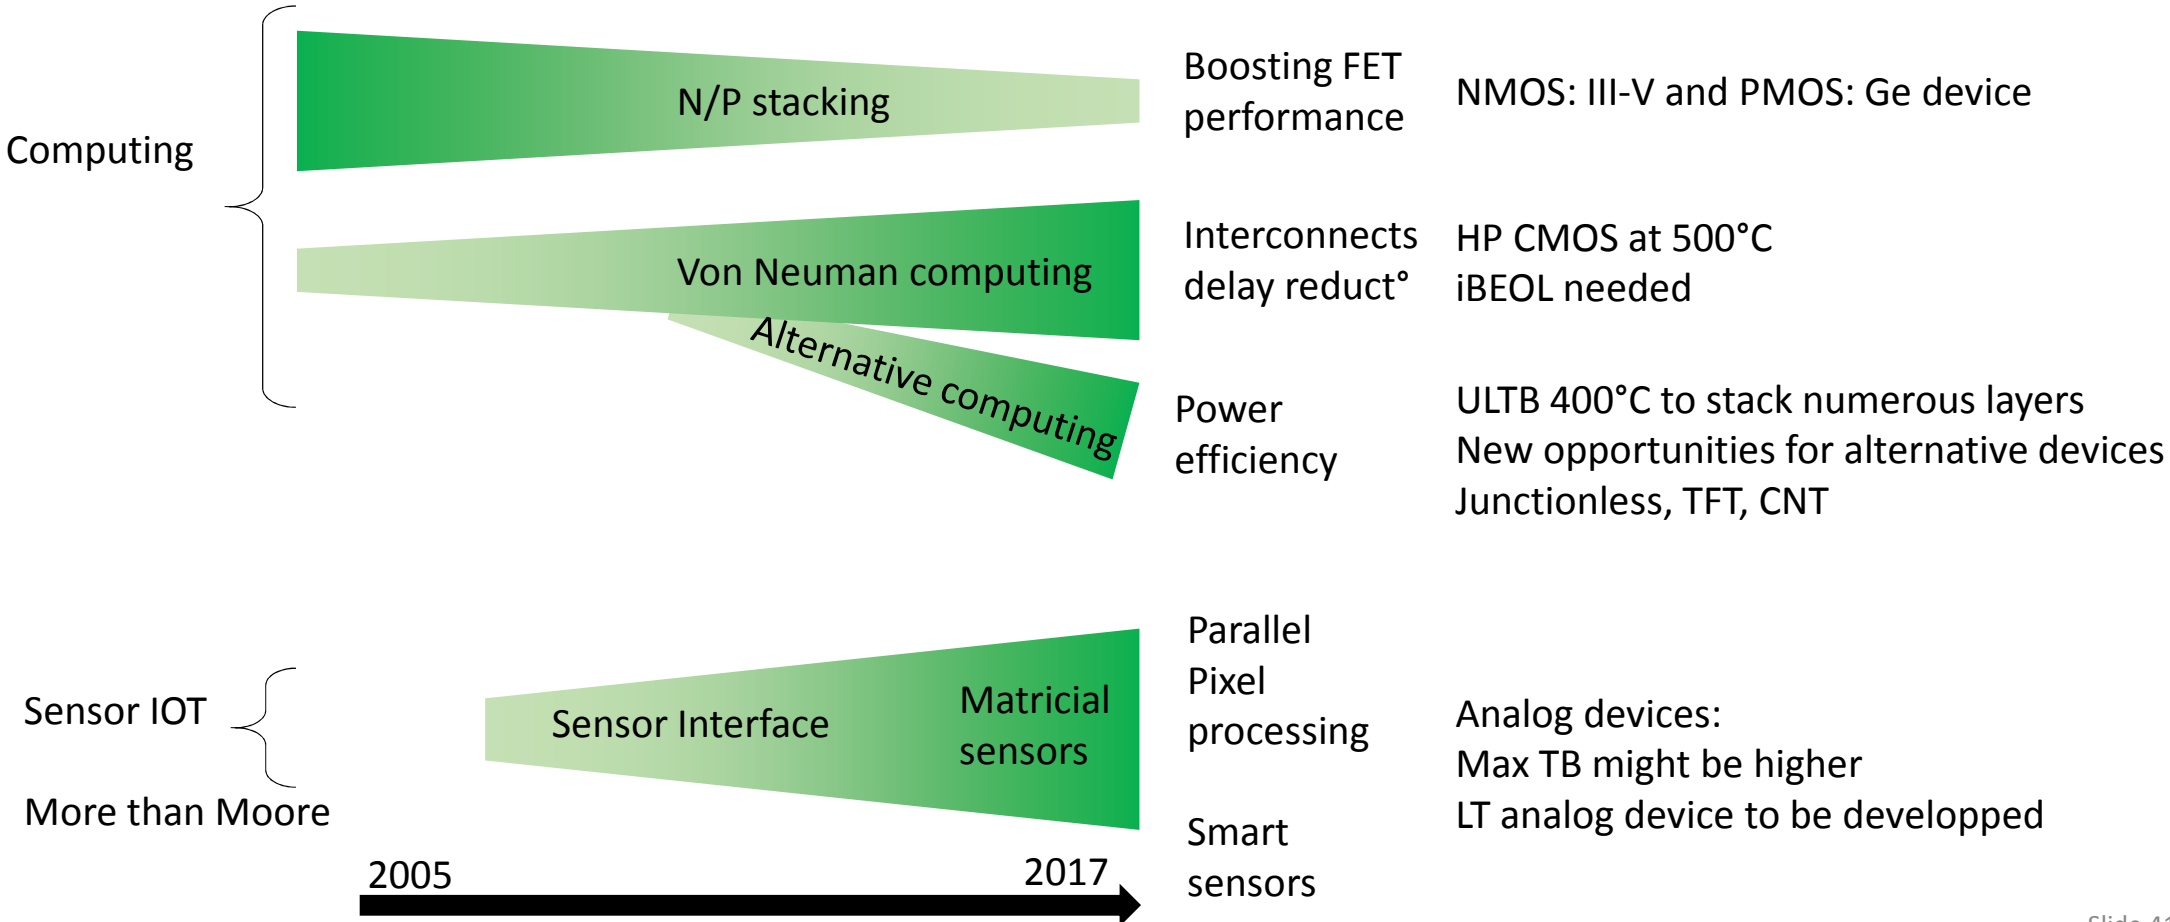 Computing
N/P stacking
Boosting FET
performance
NMOS: III-V and PMOS: Ge device
Von Neuman computing
Interconnects
delay reduct°
HP CMOS at 500°C
iBEOL needed
Alternative computing
Power
efficiency
ULTB 400°C to stack numerous layers
New opportunities for alternative devices
Junctionless, TFT, CNT
Sensor IOT
More than Moore
Sensor Interface
Matricial
sensors
Parallel
Pixel
processing
Smart
sensors
Analog devices:
Max TB might be higher
LT analog device to be developped
2005
2017